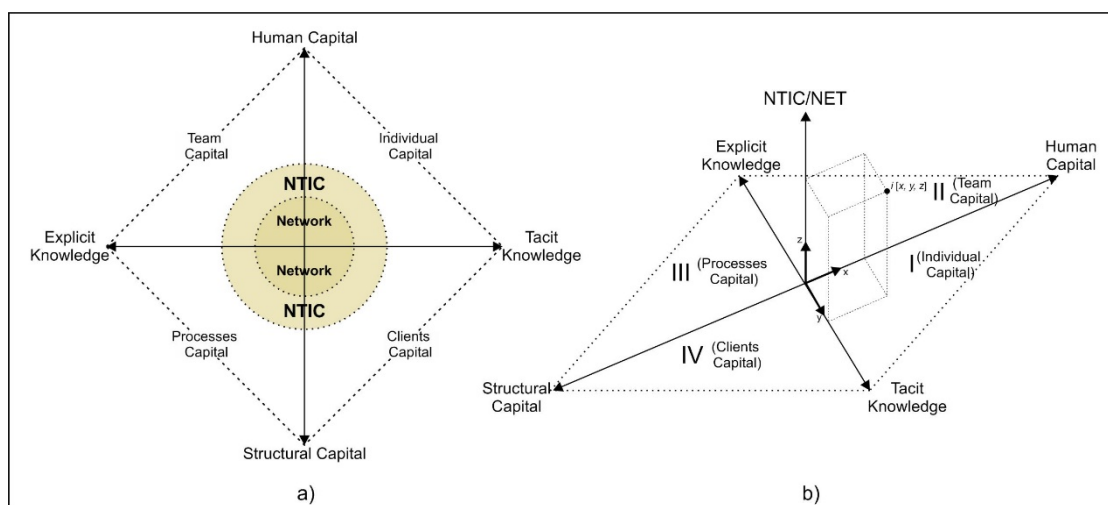 Human Capital
Team
Capital
Individual
Capital
NTIC
Network
Explicit
Knowledge
Tacit
Knowledge
Network
NTIC
Processes
Capital
Clients
Capital
Structural Capital
a)
NTIC/NET
Explicit
Knowledge
Human
Capital
i [x, y, z]
II (Team
Capital)
z
x
y
I (Individual
Capital)
III (Processes
Capital)
IV (Clients
Capital)
Structural
Capital
Tacit
Knowledge
b)